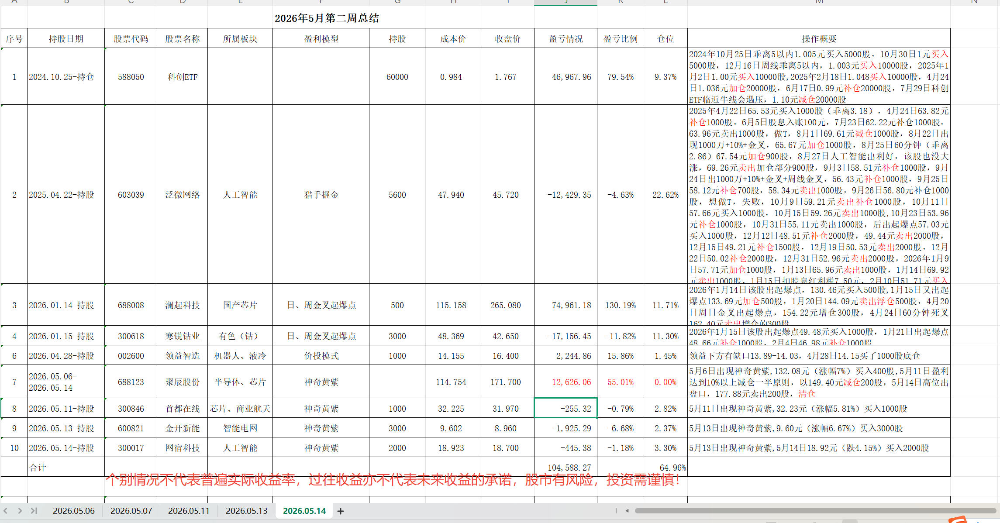 2026年5月第二周总结
序号 持股日期 股票代码 股票名称 所属板块 盈利模型 持股 成本价 收盘价 盈亏情况 盈亏比例 仓位 操作概要
1 2024.10.25-持仓 588050 科创ETF 60000 0.984 1.767 46,967.96 79.54% 9.37%
2024年10月25日乖离5以内1.005元买入5000股，10月30日1元买入
5000股，12月16日周线乖离5以内，1.003元买入10000股，2025年1
月2日1.00元买入10000股,2025年2月18日1.048买入10000股，4月24
日1.036元加仓20000股，6月17日0.99元补仓20000股，7月29日科创
ETF临近牛线会遇压，1.10元减仓20000股
2 2025.04.22-持股 603039 泛微网络 人工智能 猎手掘金 5600 47.940 45.720 -12,429.35 -4.63% 22.62%
2025年4月22日65.53元买入1000股（乖离3.18），4月24日63.82元
补仓1000股，6月5日股息入账100元，7月23日62.22元补仓1000股，
63.96元卖出1000股，做T，8月1日69.61元减仓1000股，8月22日出
现1000万+10%+金叉，65.67元加仓1000股，8月25日60分钟（乖离
2.86）67.54元加仓900股，8月27日人工智能出利好，该股也没大
涨，69.26元卖出加仓部分900股，9月3日58.51元补仓1000股，9月
24日出1000万+10%+金叉+周线金叉，56.43元补仓1000股，9月25日
58.12元补仓700股，58.34元卖出1000股，9月26日56.80元补仓1000
股，想做T，失败，10月9日59.21元卖出补仓1000股，10月11日
57.66元买入1000股，10月15日59.26元卖出1000股,10月23日53.96
元补仓1000股，10月31日55.11元卖出1000股，后出起爆点57.03元
买入1000股，12月12日48.51元补仓2000股，49.44元卖出2000股，
12月15日49.21元补仓1500股，12月19日50.53元卖出2000股，12月
22日50.02补仓2000股，12月31日52.96元卖出2000股，2026年1月9
日57.71元加仓1000股，1月13日65.96元卖出1000股，1月14日69.92
元卖出1000股，1月15日扣股息红利税7.50元，2月10日51.71元买入
3 2026.01.14-持股 688008 澜起科技 国产芯片 日、周金叉起爆点 500 115.158 265.080 74,961.18 130.19% 11.71%
2026年1月14日该股出起爆点，130.46元买入500股,1月15日又出起
爆点133.69元加仓500股，1月20日144.09元卖出浮仓500股，4月20
日周日金叉出起爆点，154.22元增仓300股，4月24日60分钟死叉
162.40元卖出增仓的300股
4 2026.01.15-持股 300618 寒锐钴业 有色（钴） 日、周金叉起爆点 3000 48.369 42.650 -17,156.45 -11.82% 11.30%
2026年1月15日该股出起爆点49.48元买入1000股，1月21日出起爆点
48.66元补仓1000股，2月4日46.98元补仓1000股
6 2026.04.28-持股 002600 领益智造 机器人、液冷 价投模式 1000 14.155 16.400 2,244.86 15.86% 1.45% 领益下方有缺口13.89-14.03，4月28日14.15买了1000股底仓
7 2026.05.06-
2026.05.14 688123 聚辰股份 半导体、芯片 神奇黄紫 114.754 171.700 12,626.06 55.01% 0.00%
5月6日出现神奇黄紫,132.08元（涨幅7%）买入400股,5月11日盈利
达到10%以上减仓一半原则，以149.40元减仓200股，5月14日高位出
盘口，177.88元卖出200股，清仓
8 2026.05.11-持股 300846 首都在线 芯片、商业航天 神奇黄紫 1000 32.225 31.970 -255.32 -0.79% 2.82% 5月11日出现神奇黄紫,32.23元（涨幅5.81%）买入1000股
9 2026.05.13-持股 600821 金开新能 智能电网 神奇黄紫 3000 9.602 8.960 -1,925.29 -6.68% 2.37% 5月13日出现神奇黄紫,9.60元（涨幅6.67%）买入3000股
10 2026.05.14-持股 300017 网宿科技 人工智能 神奇黄紫 2000 18.923 18.700 -445.38 -1.18% 3.30% 5月13日出现神奇黄紫,5月14日18.92元（跌4.15%）买入2000股
合计 104,588.27 64.96%
个别情况不代表普遍实际收益率，过往收益亦不代表未来收益的承诺，股市有风险，投资需谨慎！
2026.05.06 2026.05.07 2026.05.11 2026.05.13 2026.05.14 +